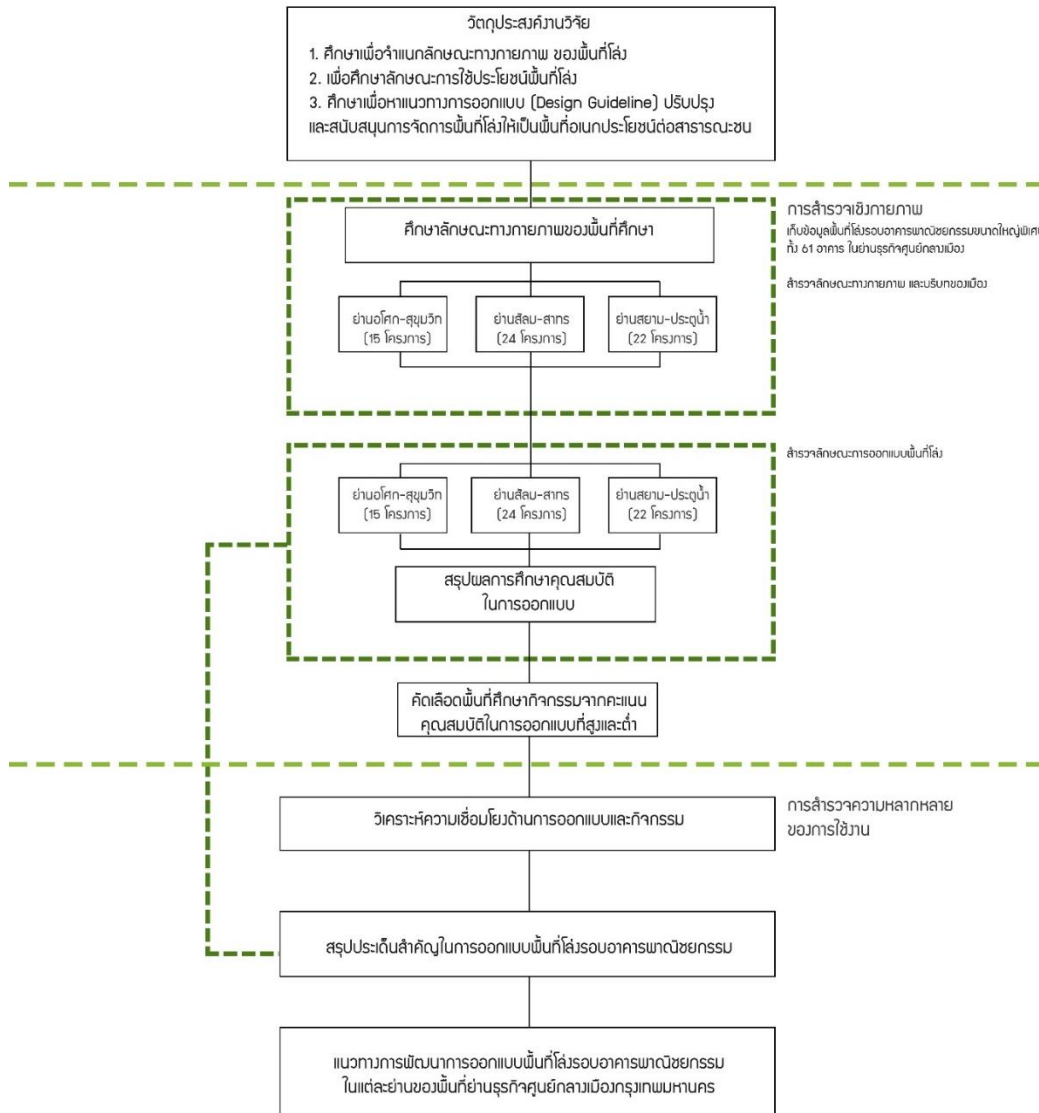 วัตถุประสงค์งานวิจัย
1. ศึกษาเพื่อจำแนกลักษณะทางกายภาพ ของพื้นที่โล่ง
2. เพื่อศึกษาลักษณะการใช้ประโยชน์พื้นที่โล่ง
3. ศึกษาเพื่อหาแนวทางการออกแบบ (Design Guideline) ปรับปรุง
และสนับสนุนการจัดการพื้นที่โล่งให้เป็นพื้นที่อเนกประโยชน์ต่อสาธารณะชน
การสำรวจเชิงกายภาพ
เก็บข้อมูลพื้นที่โล่งรอบอาคารพาณิชยกรรมขนาดใหญ่พิเศษ
ทั้ง 61 อาคาร ในย่านธุรกิจศูนย์กลางเมือง
สำรวจลักษณะทางกายภาพ และบริบทของเมือง
ศึกษาลักษณะทางกายภาพของพื้นที่ศึกษา
ย่านอโศก-สุขุมวิท
(15 โครงการ)
ย่านสีลม-สาทร
(24 โครงการ)
ย่านสยาม-ประตูน้ำ
(22 โครงการ)
สำรวจลักษณะการออกแบบพื้นที่โล่ง
ย่านอโศก-สุขุมวิท
(15 โครงการ)
ย่านสีลม-สาทร
(24 โครงการ)
ย่านสยาม-ประตูน้ำ
(22 โครงการ)
สรุปผลการศึกษาคุณสมบัติ
ในการออกแบบ
คัดเลือดพื้นที่ศึกษากิจกรรมจากคะแนน
คุณสมบัติในการออกแบบที่สูงและต่ำ
การสำรวจความหลากหลาย
ของการใช้งาน
วิเคราะห์ความเชื่อมโยงด้านการออกแบบและกิจกรรม
สรุปประเด็นสำคัญในการออกแบบพื้นที่โล่งรอบอาคารพาณิชยกรรม
แนวทางการพัฒนาการออกแบบพื้นที่โล่งรอบอาคารพาณิชยกรรม
ในแต่ละย่านของพื้นที่ย่านธุรกิจศูนย์กลางเมืองกรุงเทพมหานคร